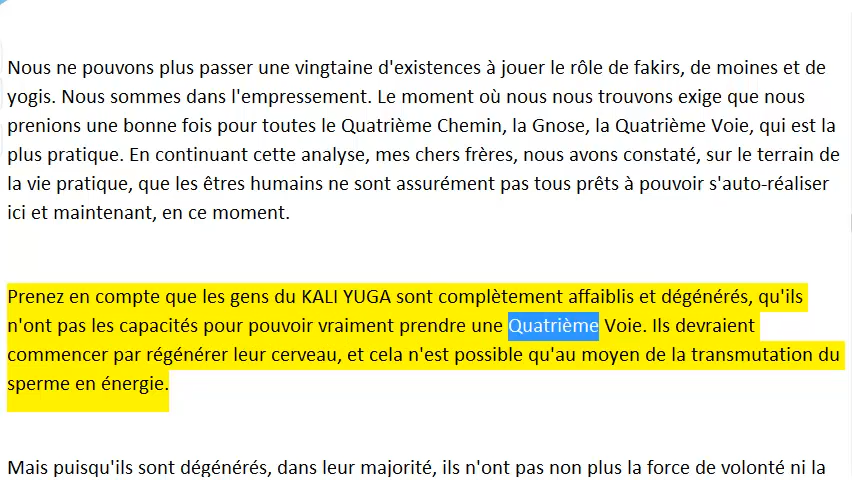 Nous ne pouvons plus passer une vingtaine d'existences à jouer le rôle de fakirs, de moines et de
yogis. Nous sommes dans l'empressement. Le moment où nous nous trouvons exige que nous
prenions une bonne fois pour toutes le Quatrième Chemin, la Gnose, la Quatrième Voie, qui est la
plus pratique. En continuant cette analyse, mes chers frères, nous avons constaté, sur le terrain de
la vie pratique, que les êtres humains ne sont assurément pas tous prêts à pouvoir s'auto-réaliser
ici et maintenant, en ce moment.
Prenez en compte que les gens du KALI YUGA sont complètement affaiblis et dégénérés, qu'ils
n'ont pas les capacités pour pouvoir vraiment prendre une Quatrième Voie. Ils devraient
commencer par régénérer leur cerveau, et cela n'est possible qu'au moyen de la transmutation du
sperme en énergie.
Mais puisqu'ils sont dégénérés, dans leur majorité, ils n'ont pas non plus la force de volonté ni la